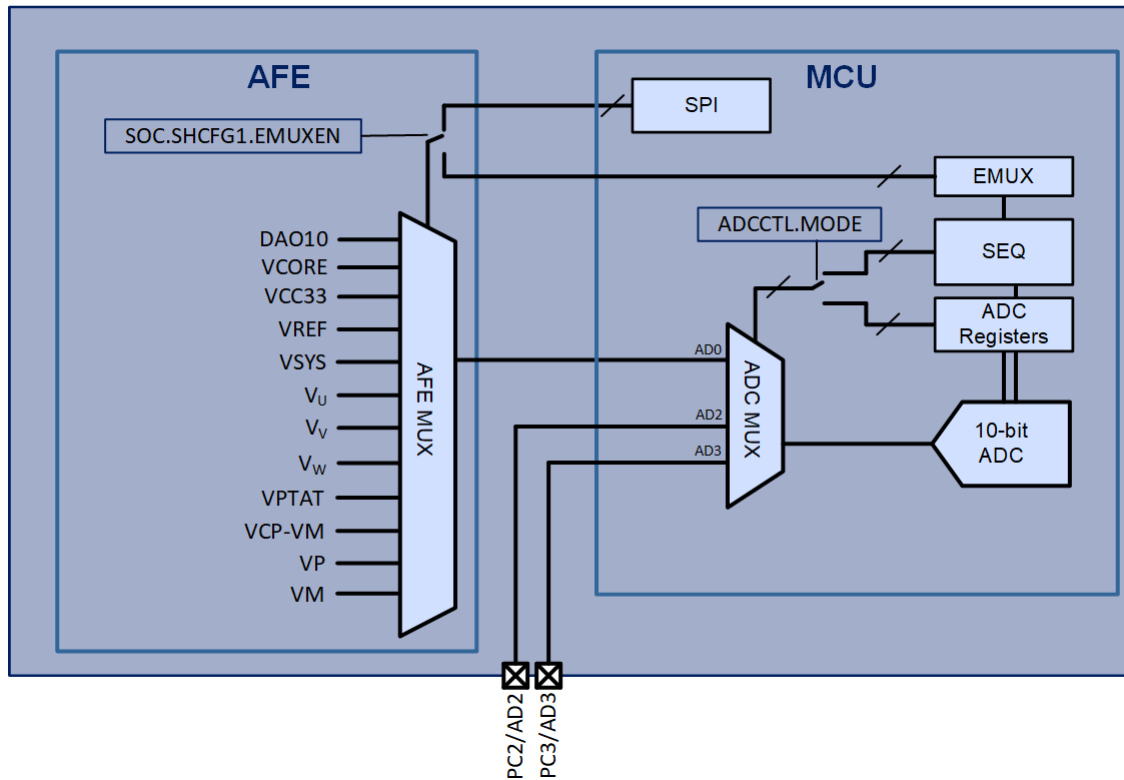 AFE
MCU
SPI
SOC.SHCFG1.EMUXEN
EMUX
ADCCTL.MODE
SEQ
ADC
Registers
DAO10
VCORE
VCC33
VREF
VSYS
VU
VV
VW
VPTAT
VCP-VM
VP
VM
AFE MUX
AD0
AD2
AD3
ADC MUX
10-bit
ADC
PC2/AD2
PC3/AD3